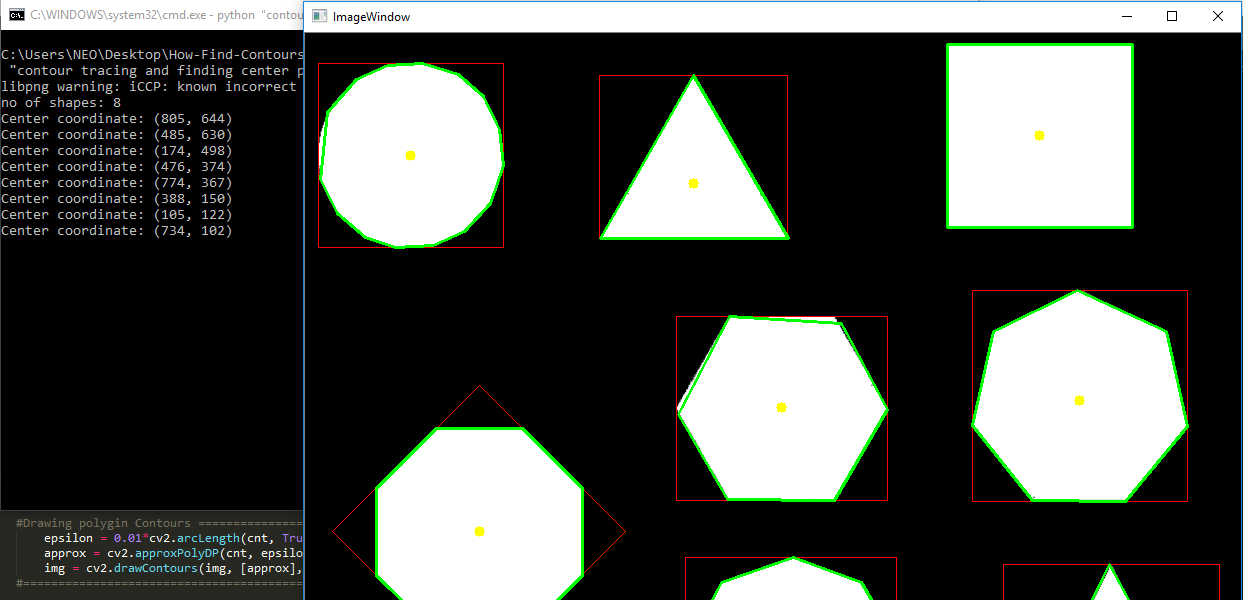 C:\WINDOWS\system32\cmd.exe - python "contou
ImageWindow
C:\Users\NEO\Desktop\How-Find-Contours
"contour tracing and finding center p
libpng warning: iCCP: known incorrect
no of shapes: 8
Center coordinate: (805, 644)
Center coordinate: (485, 630)
Center coordinate: (174, 498)
Center coordinate: (476, 374)
Center coordinate: (774, 367)
Center coordinate: (388, 150)
Center coordinate: (105, 122)
Center coordinate: (734, 102)
#Drawing polygin Contours ==============
epsilon = 0.01*cv2.arcLength(cnt, Tru
approx = cv2.approxPolyDP(cnt, epsilo
img = cv2.drawContours(img, [approx],
#====================================